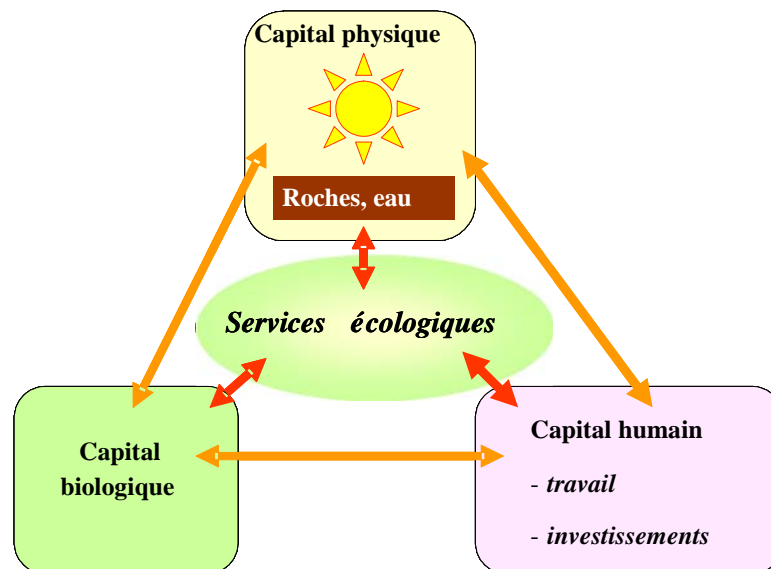 Capital physique
Roches, eau
Services écologiques
Capital
biologique
Capital humain
- travail
- investissements